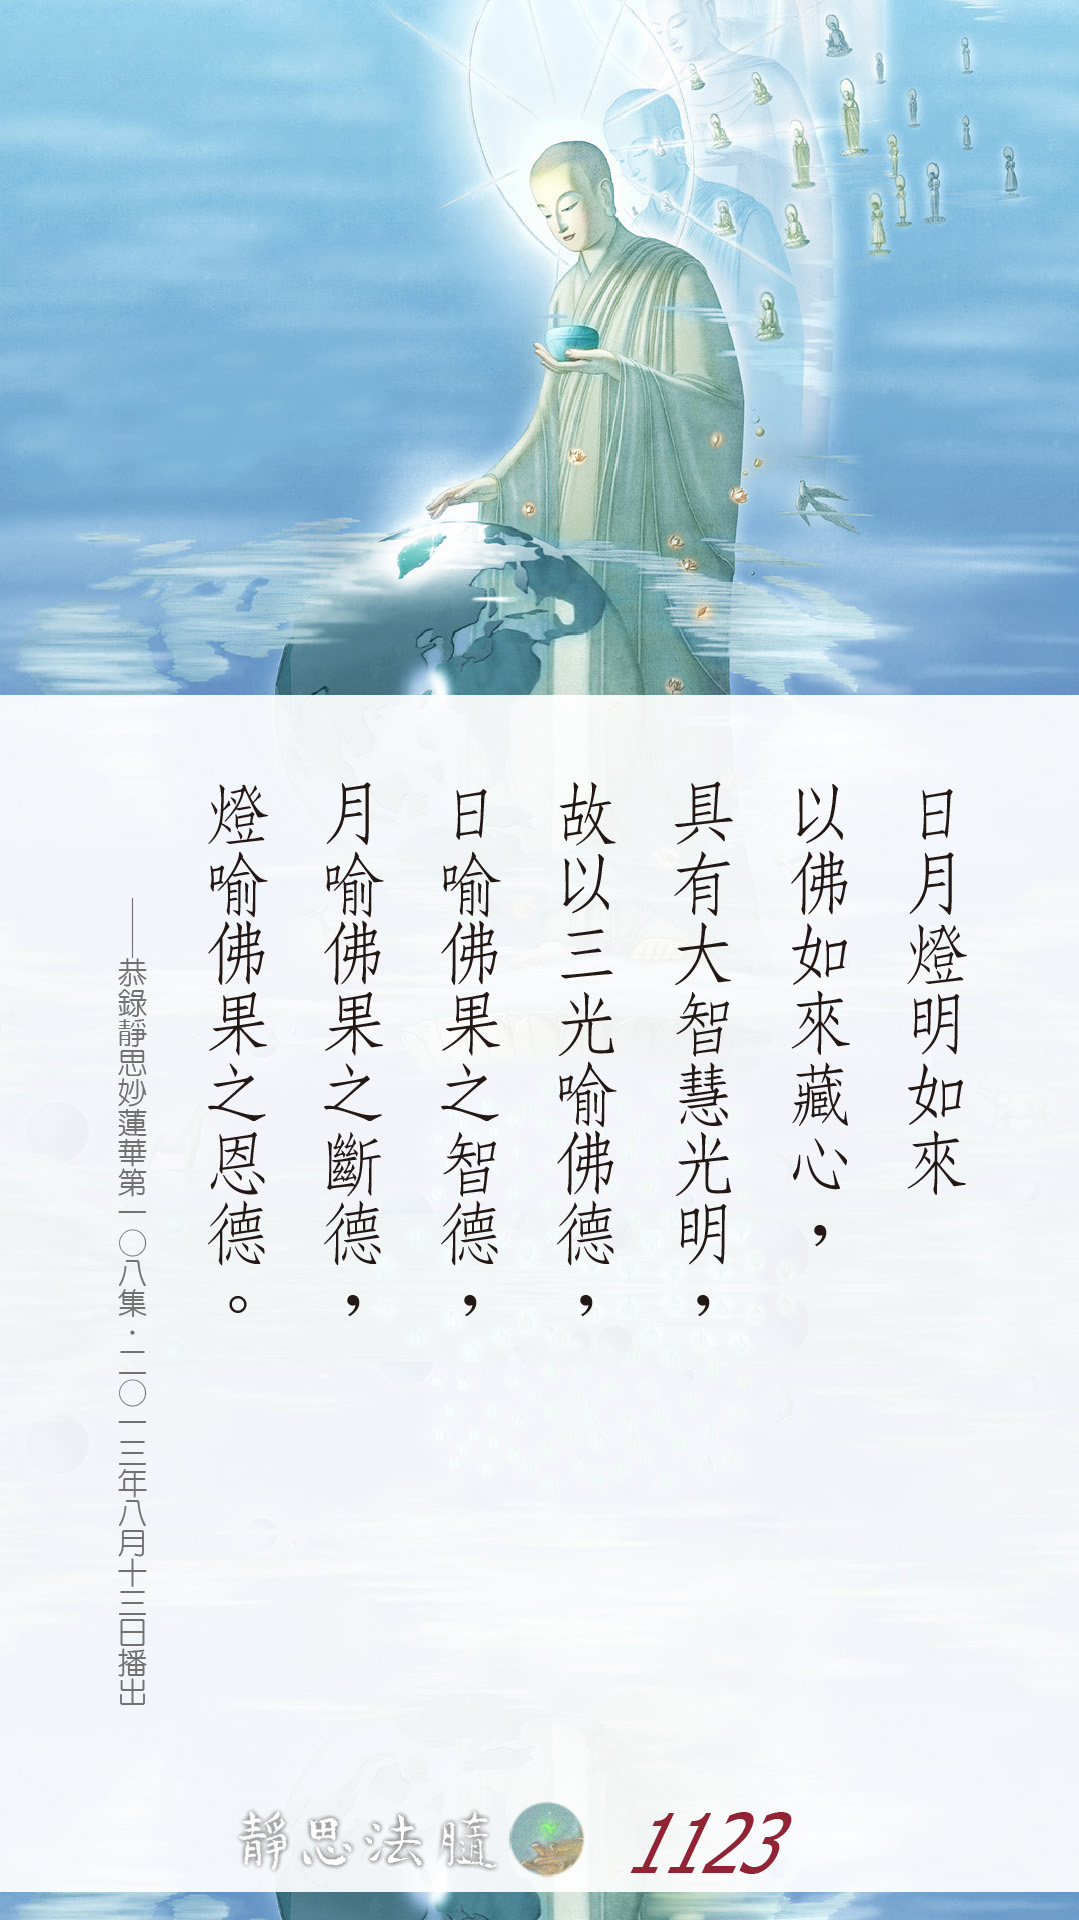 日月燈明如來
以佛如來藏心，
具有大智慧光明，
故以三光喻佛德，
日喻佛果之智德，
月喻佛果之斷德，
燈喻佛果之恩德。
——恭錄靜思妙蓮華第一〇八集．二〇一三年八月十三日播出
靜思法髓
1123